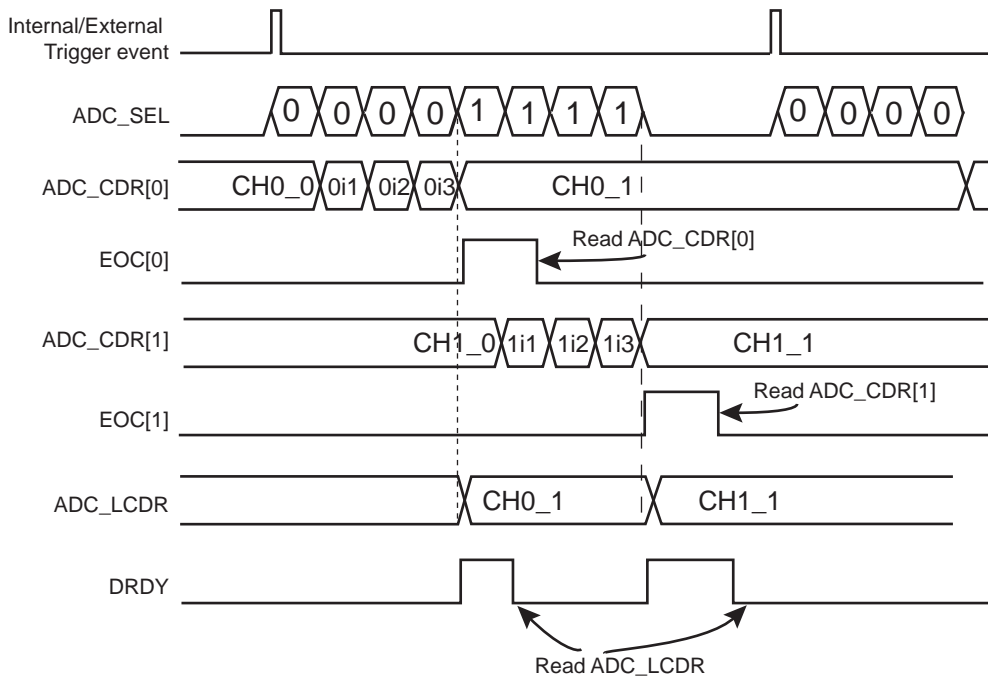 Internal/External
Trigger event
ADC_SEL
0 0 0 0 1 1 1 1 0 0 0 0
ADC_CDR[0]
CH0_0 0i1 0i2 0i3 CH0_1
EOC[0]
Read ADC_CDR[0]
ADC_CDR[1]
CH1_0 1i1 1i2 1i3 CH1_1
EOC[1]
Read ADC_CDR[1]
ADC_LCDR
CH0_1 CH1_1
DRDY
Read ADC_LCDR